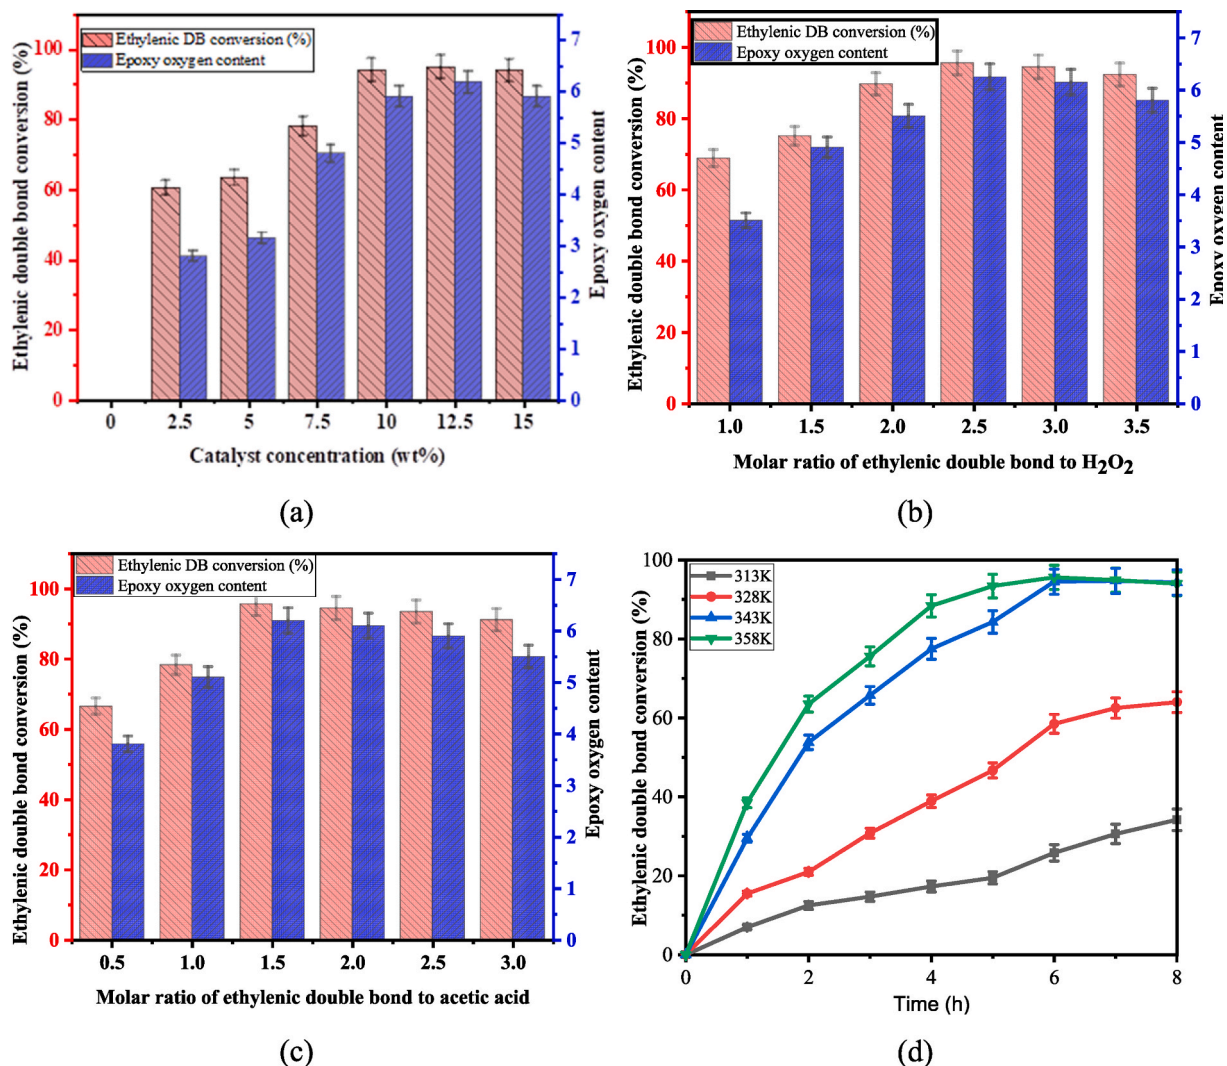 Ethylenic DB conversion (%)
Epoxy oxygen content
Ethylenic double bond conversion (%)
100
80
60
40
20
0
7
6
5
4
3
2
1
0
Epoxy oxygen content
0 2.5 5 7.5 10 12.5 15
Catalyst concentration (wt%)
(a)
Ethylenic DB conversion (%)
Epoxy oxygen content
Ethylenic double bond conversion (%)
100
80
60
40
20
0
7
6
5
4
3
2
1
0
Epoxy oxygen content
1.0 1.5 2.0 2.5 3.0 3.5
Molar ratio of ethylenic double bond to H₂O₂
(b)
Ethylenic DB conversion (%)
Epoxy oxygen content
Ethylenic double bond conversion (%)
100
80
60
40
20
0
7
6
5
4
3
2
1
0
Epoxy oxygen content
0.5 1.0 1.5 2.0 2.5 3.0
Molar ratio of ethylenic double bond to acetic acid
(c)
313K
328K
343K
358K
Ethylenic double bond conversion (%)
100
80
60
40
20
0
0 2 4 6 8
Time (h)
(d)